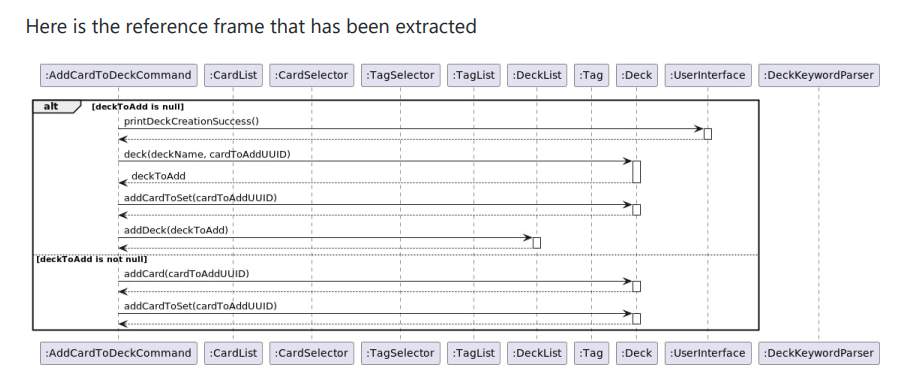 Here is the reference frame that has been extracted
:AddCardToDeckCommand :CardList :CardSelector :TagSelector :TagList :DeckList :Tag :Deck :UserInterface :DeckKeywordParser
alt [deckToAdd is null]
printDeckCreationSuccess()
deck(deckName, cardToAddUUID)
deckToAdd
addCardToSet(cardToAddUUID)
addDeck(deckToAdd)
[deckToAdd is not null]
addCard(cardToAddUUID)
addCardToSet(cardToAddUUID)
:AddCardToDeckCommand :CardList :CardSelector :TagSelector :TagList :DeckList :Tag :Deck :UserInterface :DeckKeywordParser